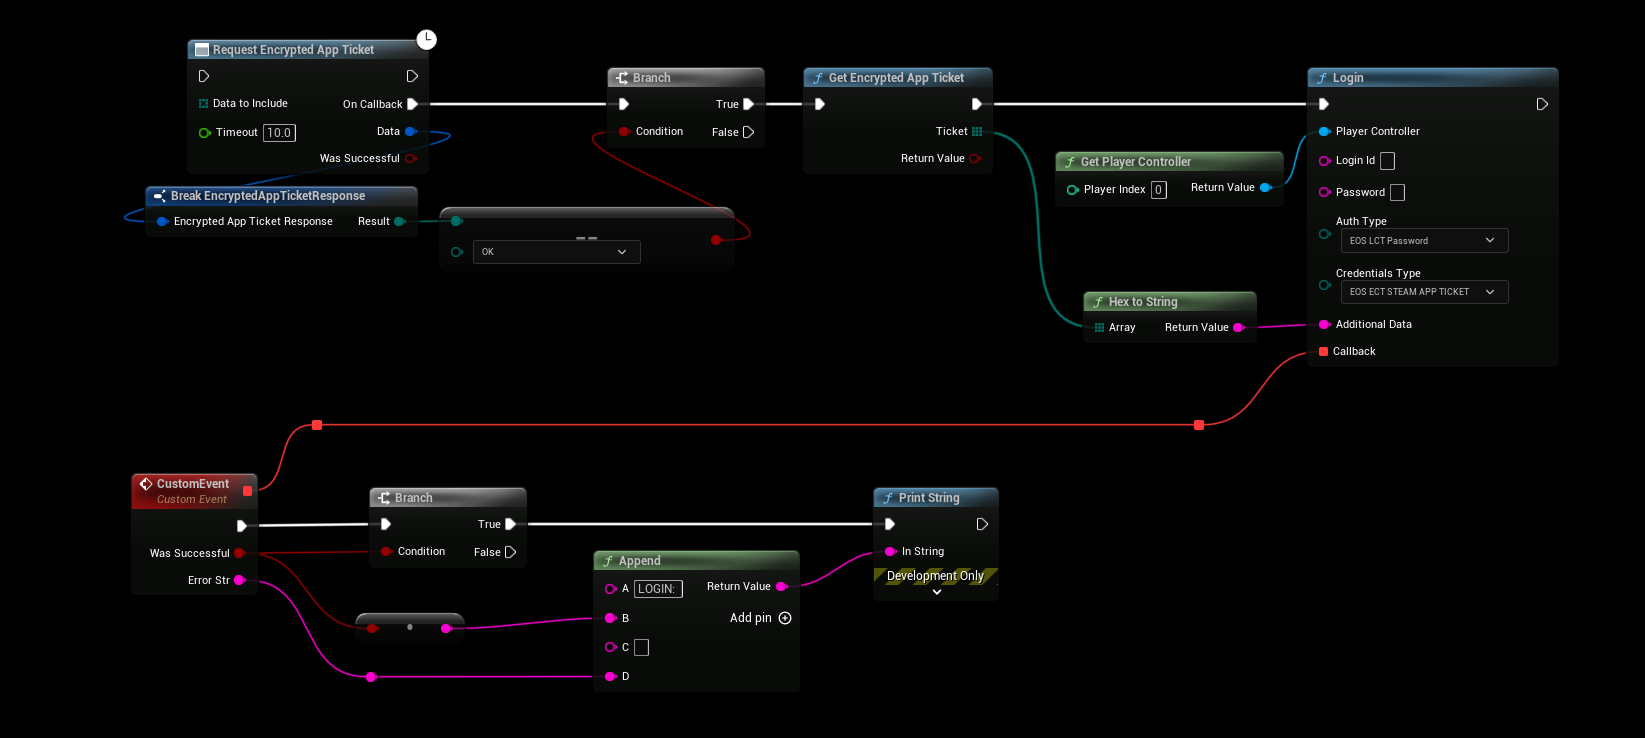 Request Encrypted App Ticket
Data to Include
On Callback
Timeout 10.0
Data
Was Successful
Break EncryptedAppTicketResponse
Encrypted App Ticket Response
Result
==
OK
Branch
True
Condition
False
Get Encrypted App Ticket
Ticket
Return Value
Get Player Controller
Player Index 0
Return Value
Hex to String
Array
Return Value
Login
Player Controller
Login Id
Password
Auth Type
EOS LCT Password
Credentials Type
EOS ECT STEAM APP TICKET
Additional Data
Callback
CustomEvent
Custom Event
Was Successful
Error Str
Branch
True
Condition
False
Append
A LOGIN:
Return Value
B
Add pin
C
D
Print String
In String
Development Only